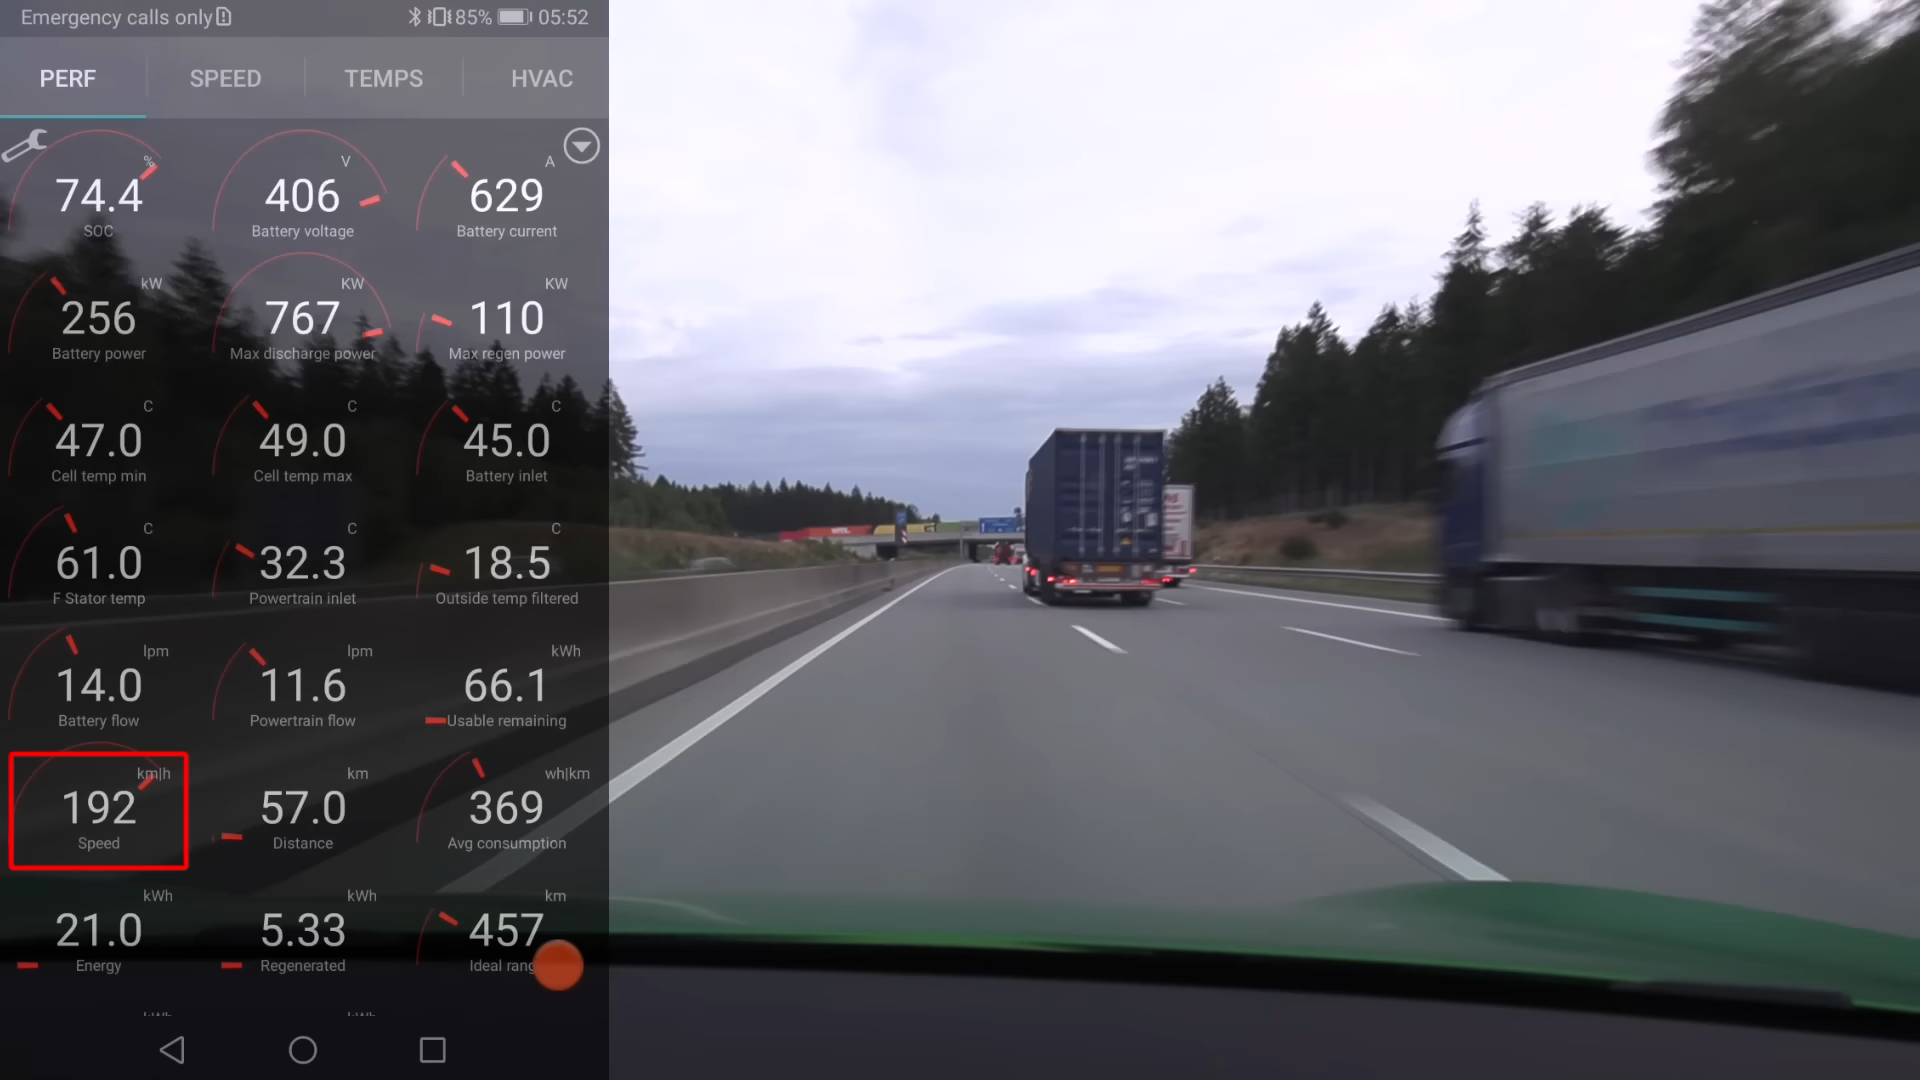 Emergency calls only
85%
05:52
PERF
SPEED
TEMPS
HVAC
%
74.4
SOC
V
406
Battery voltage
A
629
Battery current
kW
256
Battery power
KW
767
Max discharge power
KW
110
Max regen power
C
47.0
Cell temp min
C
49.0
Cell temp max
C
45.0
Battery inlet
C
61.0
F Stator temp
C
32.3
Powertrain inlet
C
18.5
Outside temp filtered
lpm
14.0
Battery flow
lpm
11.6
Powertrain flow
kWh
66.1
Usable remaining
km|h
192
Speed
km
57.0
Distance
wh|km
369
Avg consumption
kWh
21.0
Energy
kWh
5.33
Regenerated
km
457
Ideal rang